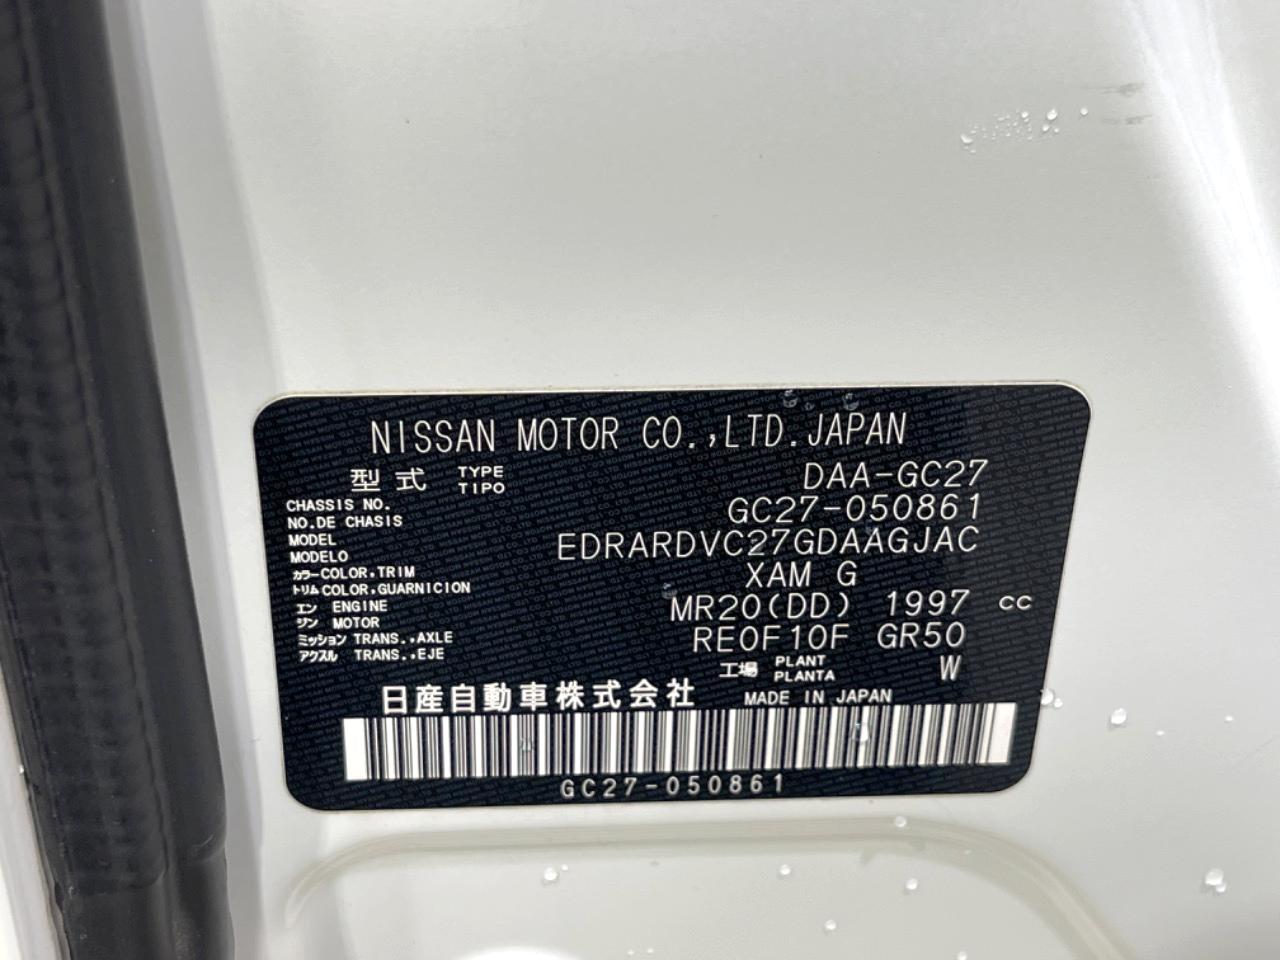 NISSAN MOTOR CO.,LTD.JAPAN
型式 TYPE TIPO DAA-GC27
CHASSIS NO. NO.DE CHASIS GC27-050861
MODEL MODELO EDRARDVC27GDAAGJAC
カラー COLOR,TRIM トリム COLOR,GUARNICION XAM G
エンジン ENGINE MOTOR MR20(DD) 1997 cc
ミッション TRANS.,AXLE アクスル TRANS.,EJE RE0F10F GR50
工場 PLANT PLANTA W
日産自動車株式会社 MADE IN JAPAN
GC27-050861